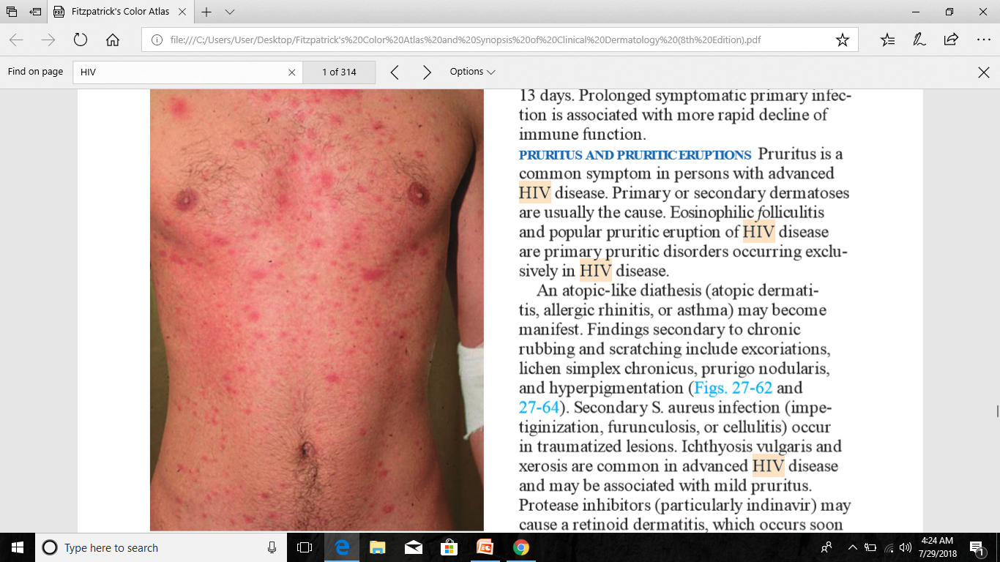 Fitzpatrick's Color Atlas
file:///C:/Users/User/Desktop/Fitzpatrick's%20Color%20Atlas%20and%20Synopsis%20of%20Clinical%20Dermatology%20(8th%20Edition).pdf
Find on page
HIV
1 of 314
Options
13 days. Prolonged symptomatic primary infec-
tion is associated with more rapid decline of
immune function.
PRURITUS AND PRURITIC ERUPTIONS Pruritus is a
common symptom in persons with advanced
HIV disease. Primary or secondary dermatoses
are usually the cause. Eosinophilic folliculitis
and popular pruritic eruption of HIV disease
are primary pruritic disorders occurring exclu-
sively in HIV disease.
An atopic-like diathesis (atopic dermati-
tis, allergic rhinitis, or asthma) may become
manifest. Findings secondary to chronic
rubbing and scratching include excoriations,
lichen simplex chronicus, prurigo nodularis,
and hyperpigmentation (Figs. 27-62 and
27-64). Secondary S. aureus infection (impe-
tiginization, furunculosis, or cellulitis) occur
in traumatized lesions. Ichthyosis vulgaris and
xerosis are common in advanced HIV disease
and may be associated with mild pruritus.
Protease inhibitors (particularly indinavir) may
cause a retinoid dermatitis, which occurs soon
Type here to search
4:24 AM
7/29/2018
1